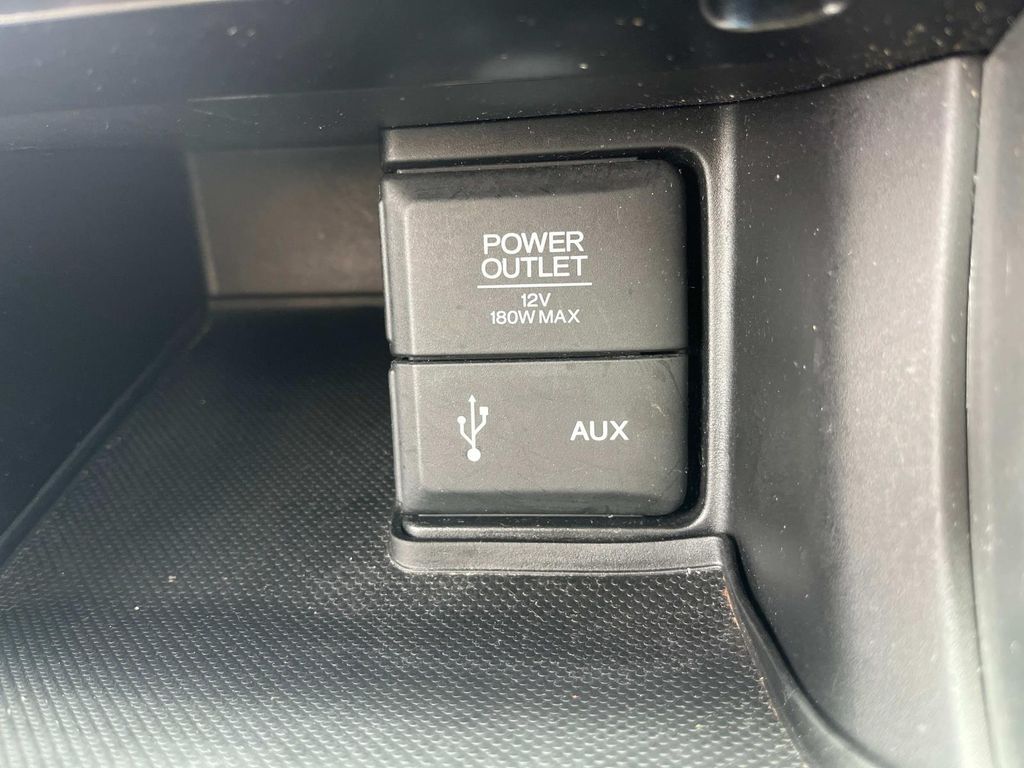 POWER
OUTLET
12V
180W MAX
AUX